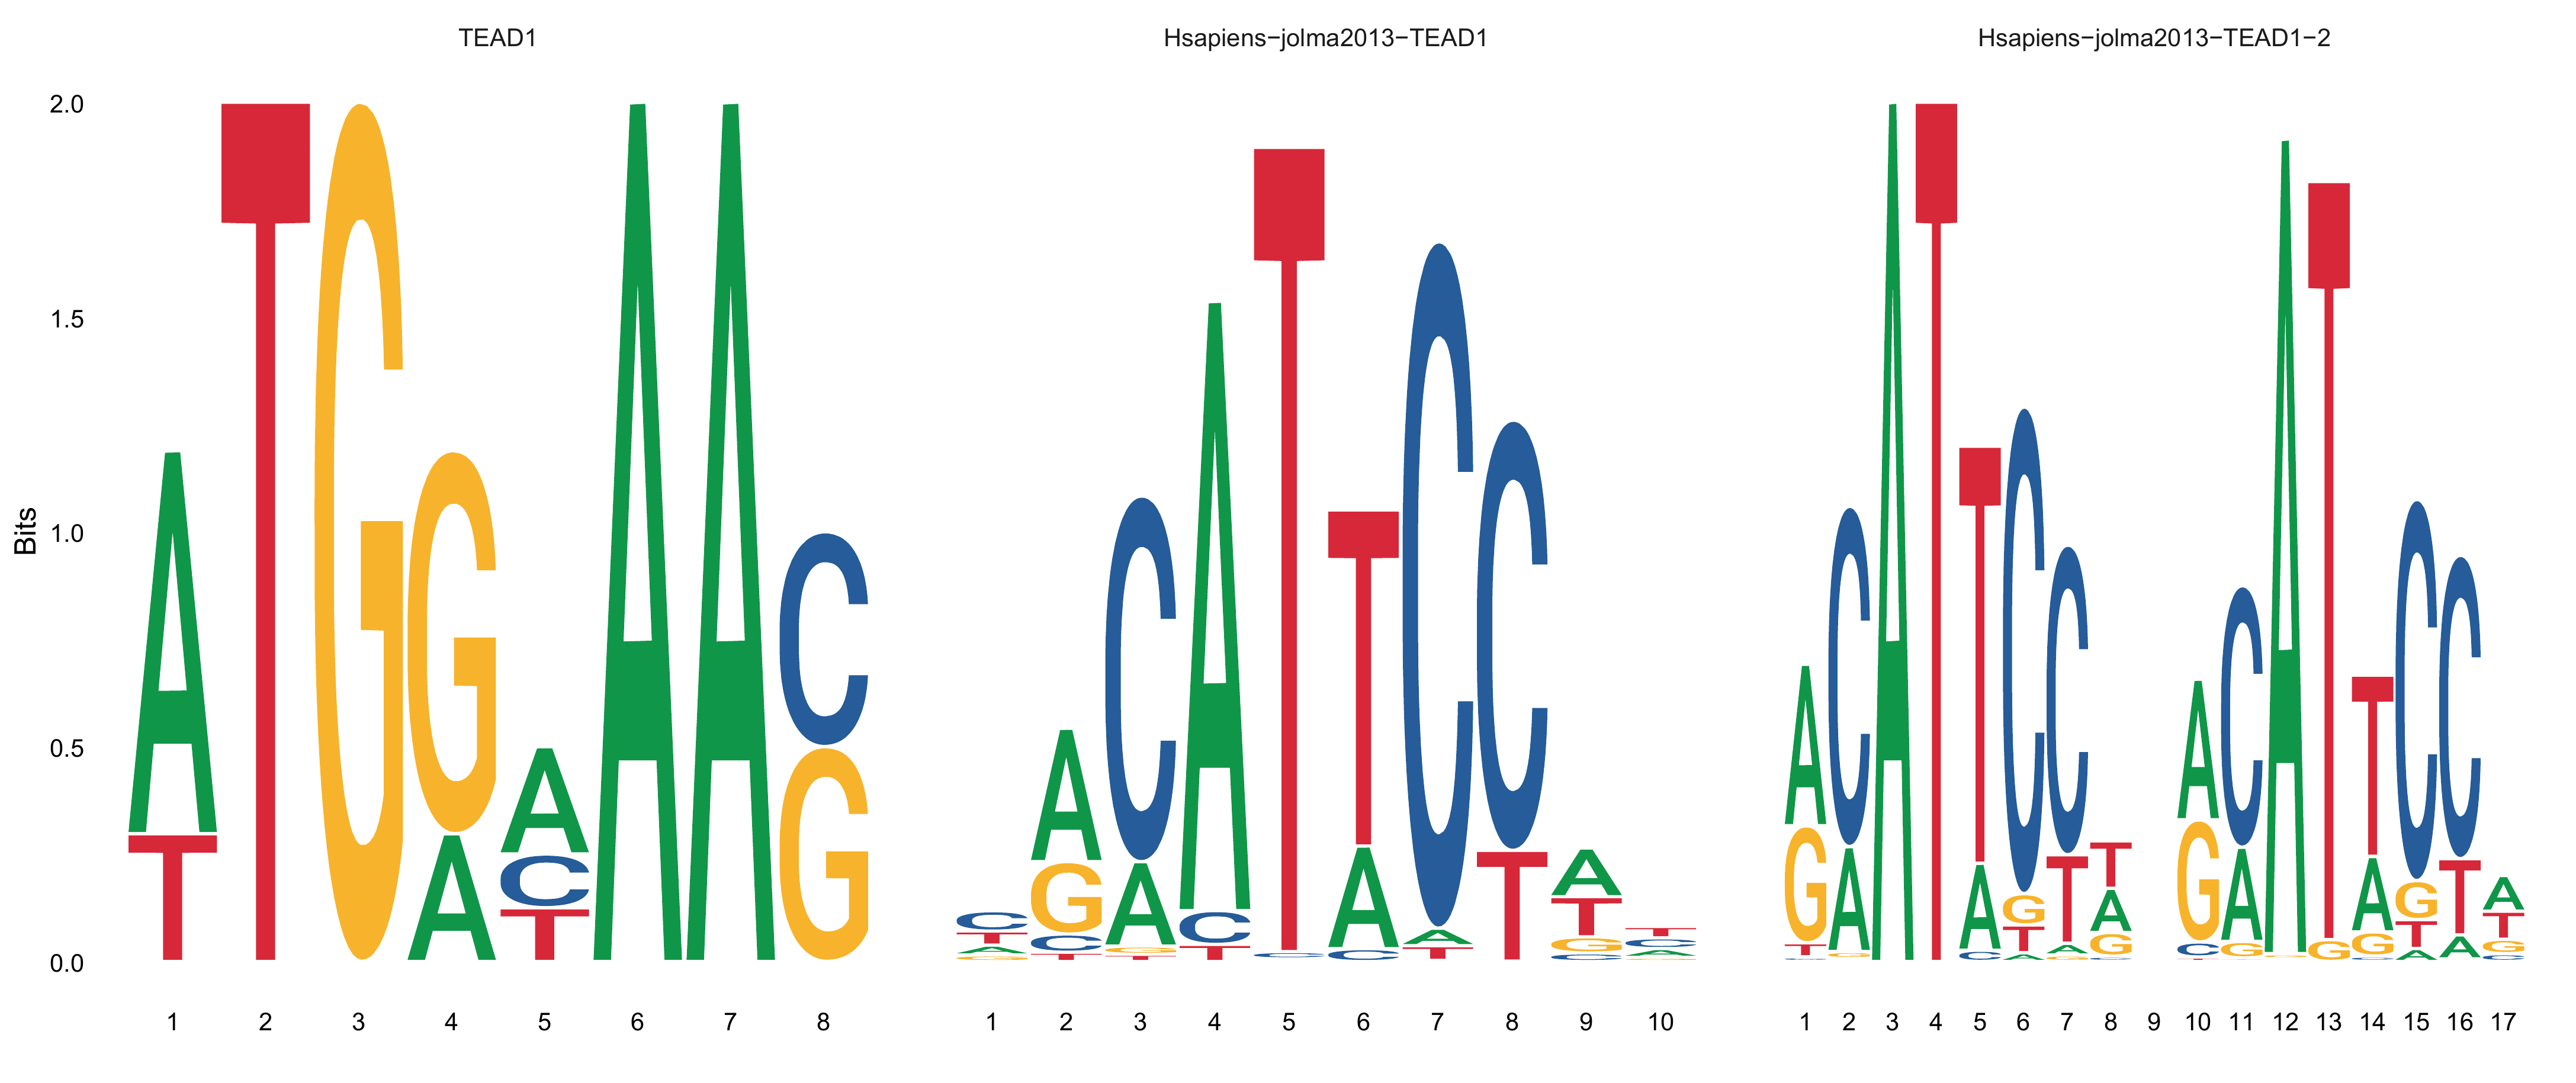 TEAD1 Hsapiens−jolma2013−TEAD1 Hsapiens−jolma2013−TEAD1−2
Bits
2.0
1.5
1.0
0.5
0.0
A T G G A A A C
T A C G
T
C A C A T T C C A
T G A C C A A T T T
A C G T C T G C
G T T C A
A C A T T C C T A C A T T C C A
G A A G T A G A A G T T
T G C T A G C G G T A G
C A G C T C A C
1 2 3 4 5 6 7 8
1 2 3 4 5 6 7 8 9 10
1 2 3 4 5 6 7 8 9 10 11 12 13 14 15 16 17